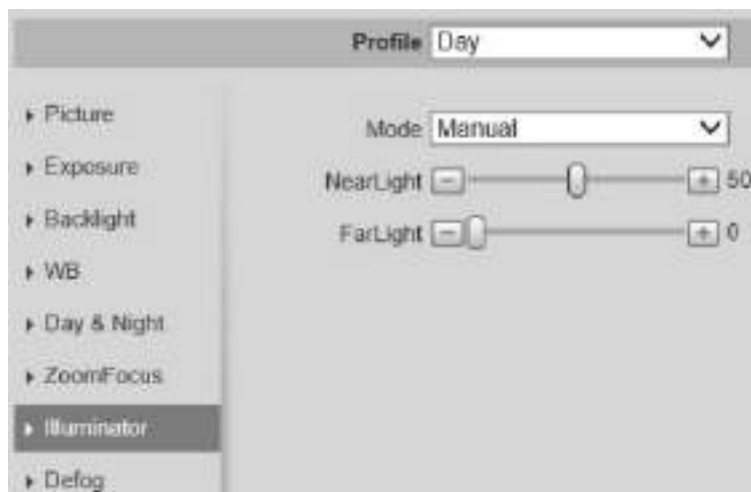 Profile Day
Picture
Mode Manual
Exposure
NearLight 50
Backlight
FarLight 0
WB
Day & Night
ZoomFocus
Illuminator
Defog